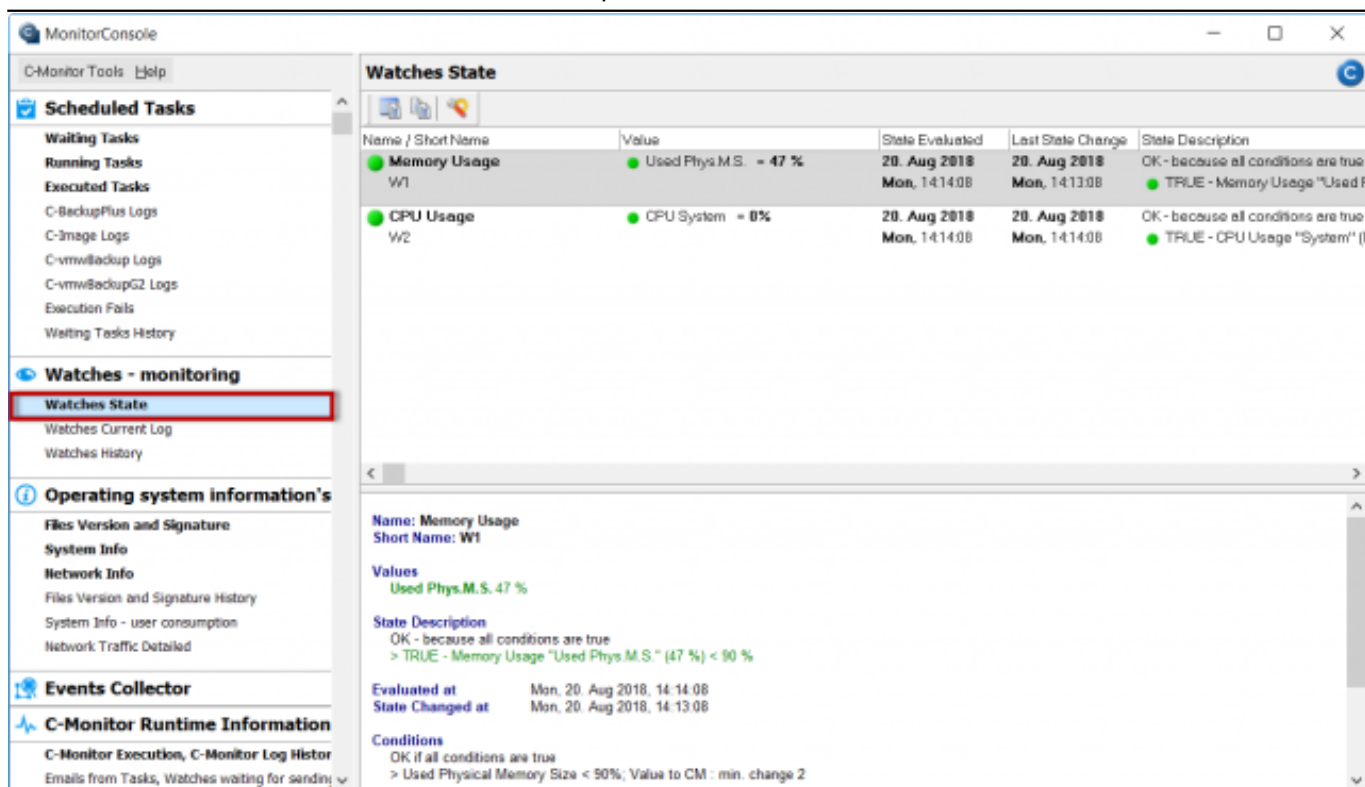 MonitorConsole
C-Monitor Tools Help
Scheduled Tasks
Waiting Tasks
Running Tasks
Executed Tasks
C-BackupPlus Logs
C-Image Logs
C-vmwBackup Logs
C-vmwBackupG2 Logs
Execution Fails
Waiting Tasks History
Watches - monitoring
Watches State
Watches Current Log
Watches History
Operating system information's
Files Version and Signature
System Info
Network Info
Files Version and Signature History
System Info - user consumption
Network Traffic Detailed
Events Collector
C-Monitor Runtime Information
C-Monitor Execution, C-Monitor Log Histor
Emails from Tasks, Watches waiting for sending
Watches State
Name / Short Name Value State Evaluated Last State Change State Description
Memory Usage Used Phys.M.S. = 47 % 20. Aug 2018 20. Aug 2018 OK - because all conditions are true
W1 Mon, 14:14:08 Mon, 14:13:08 TRUE - Memory Usage "Used P
CPU Usage CPU System = 0% 20. Aug 2018 20. Aug 2018 OK - because all conditions are true
W2 Mon, 14:14:08 Mon, 14:14:08 TRUE - CPU Usage "System" (
Name: Memory Usage
Short Name: W1
Values
Used Phys.M.S. 47 %
State Description
OK - because all conditions are true
> TRUE - Memory Usage "Used Phys.M.S." (47 %) < 90 %
Evaluated at Mon, 20. Aug 2018, 14:14:08
State Changed at Mon, 20. Aug 2018, 14:13:08
Conditions
OK if all conditions are true
> Used Physical Memory Size < 90%; Value to CM : min. change 2